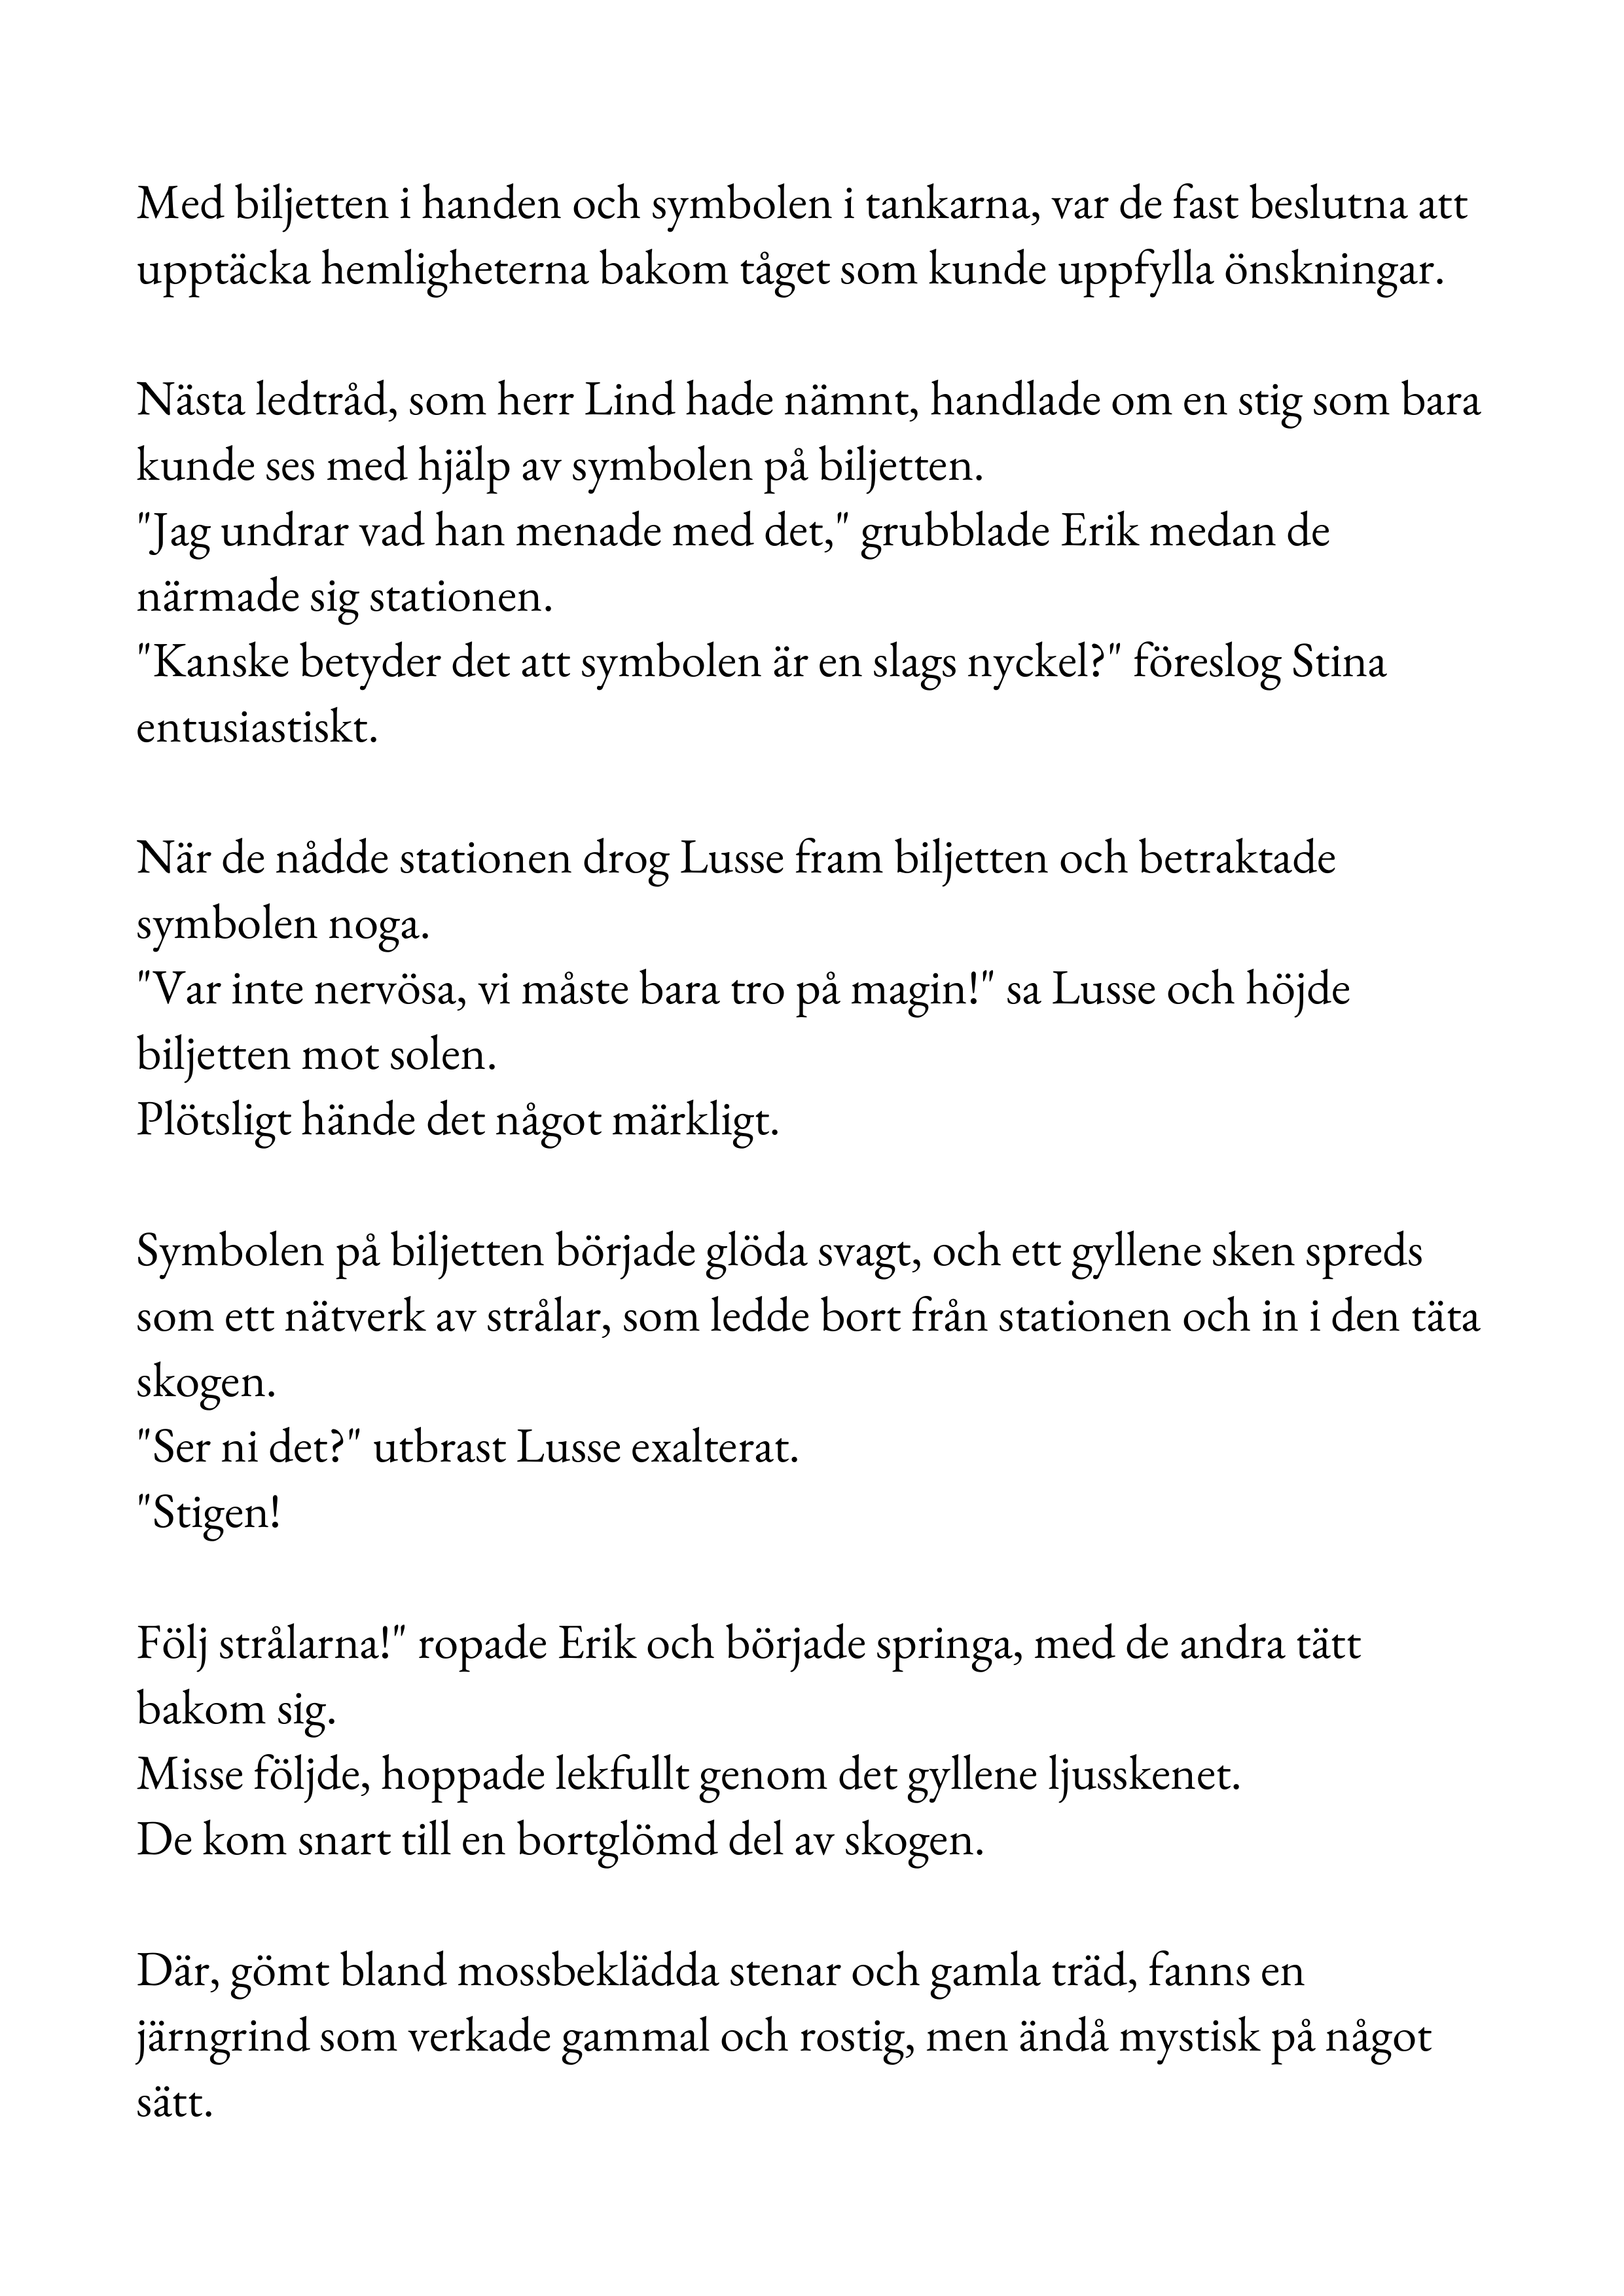 Med biljetten i handen och symbolen i tankarna, var de fast beslutna att
upptäcka hemligheterna bakom tåget som kunde uppfylla önskningar.
Nästa ledtråd, som herr Lind hade nämnt, handlade om en stig som bara
kunde ses med hjälp av symbolen på biljetten.
"Jag undrar vad han menade med det," grubblade Erik medan de
närmade sig stationen.
"Kanske betyder det att symbolen är en slags nyckel?" föreslog Stina
entusiastiskt.
När de nådde stationen drog Lusse fram biljetten och betraktade
symbolen noga.
"Var inte nervösa, vi måste bara tro på magin!" sa Lusse och höjde
biljetten mot solen.
Plötsligt hände det något märkligt.
Symbolen på biljetten började glöda svagt, och ett gyllene sken spreds
som ett nätverk av strålar, som ledde bort från stationen och in i den täta
skogen.
"Ser ni det?" utbrast Lusse exalterat.
"Stigen!
Följ strålarna!" ropade Erik och började springa, med de andra tätt
bakom sig.
Misse följde, hoppade lekfullt genom det gyllene ljusskenet.
De kom snart till en bortglömd del av skogen.
Där, gömt bland mossbeklädda stenar och gamla träd, fanns en
järngrind som verkade gammal och rostig, men ändå mystisk på något
sätt.